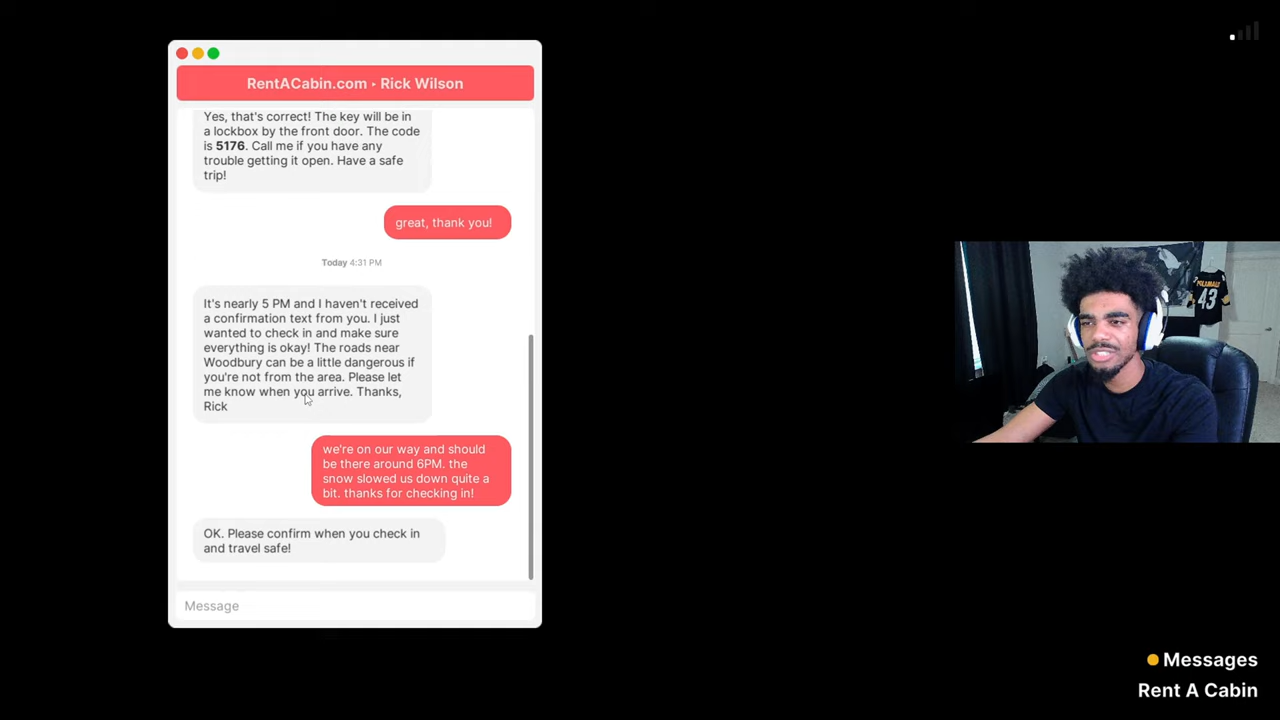 RentACabin.com ▸ Rick Wilson
Yes, that's correct! The key will be in
a lockbox by the front door. The code
is 5176. Call me if you have any
trouble getting it open. Have a safe
trip!
great, thank you!
Today 4:31 PM
It's nearly 5 PM and I haven't received
a confirmation text from you. I just
wanted to check in and make sure
everything is okay! The roads near
Woodbury can be a little dangerous if
you're not from the area. Please let
me know when you arrive. Thanks,
Rick
we're on our way and should
be there around 6PM. the
snow slowed us down quite a
bit. thanks for checking in!
OK. Please confirm when you check in
and travel safe!
Message
POLAMALU
43
Messages
Rent A Cabin